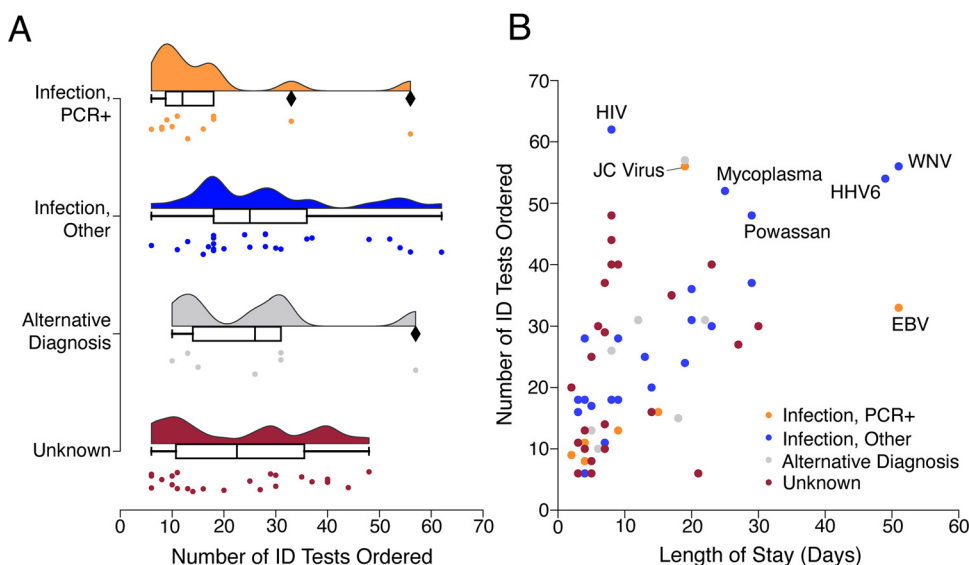 A
Infection,
PCR+
Infection,
Other
Alternative
Diagnosis
Unknown
0 10 20 30 40 50 60 70
Number of ID Tests Ordered
B
70
60
50
40
30
20
10
0
Number of ID Tests Ordered
HIV
JC Virus
Mycoplasma
WNV
HHV6
Powassan
EBV
Infection, PCR+
Infection, Other
Alternative Diagnosis
Unknown
0 10 20 30 40 50 60
Length of Stay (Days)